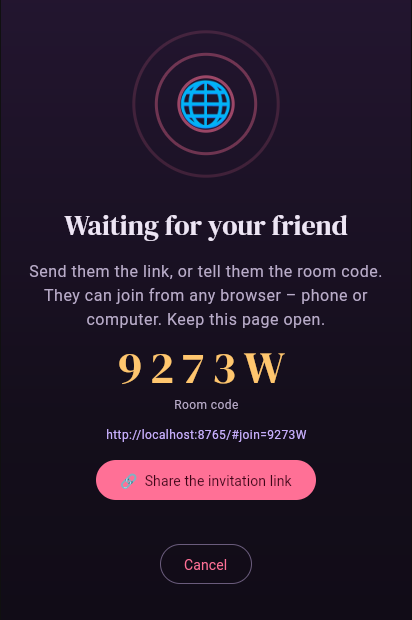 Waiting for your friend
Send them the link, or tell them the room code.
They can join from any browser – phone or
computer. Keep this page open.
9273W
Room code
http://localhost:8765/#join=9273W
Share the invitation link
Cancel